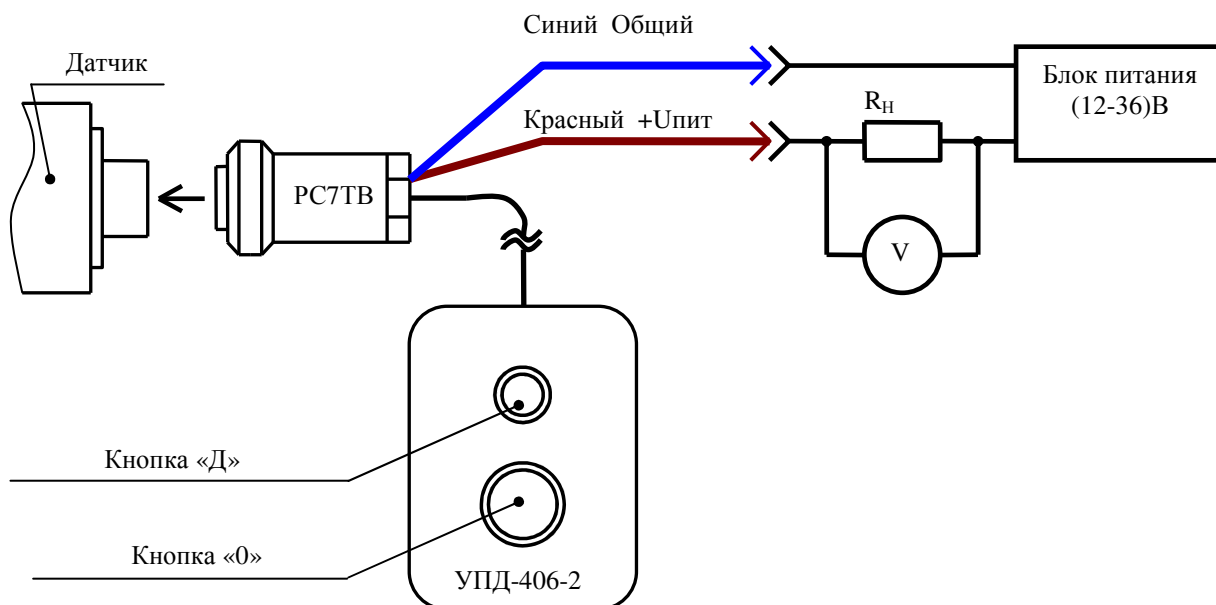 Синий Общий
Датчик
Блок питания
(12-36)В
RН
Красный +Uпит
РС7ТВ
V
Кнопка «Д»
Кнопка «0»
УПД-406-2